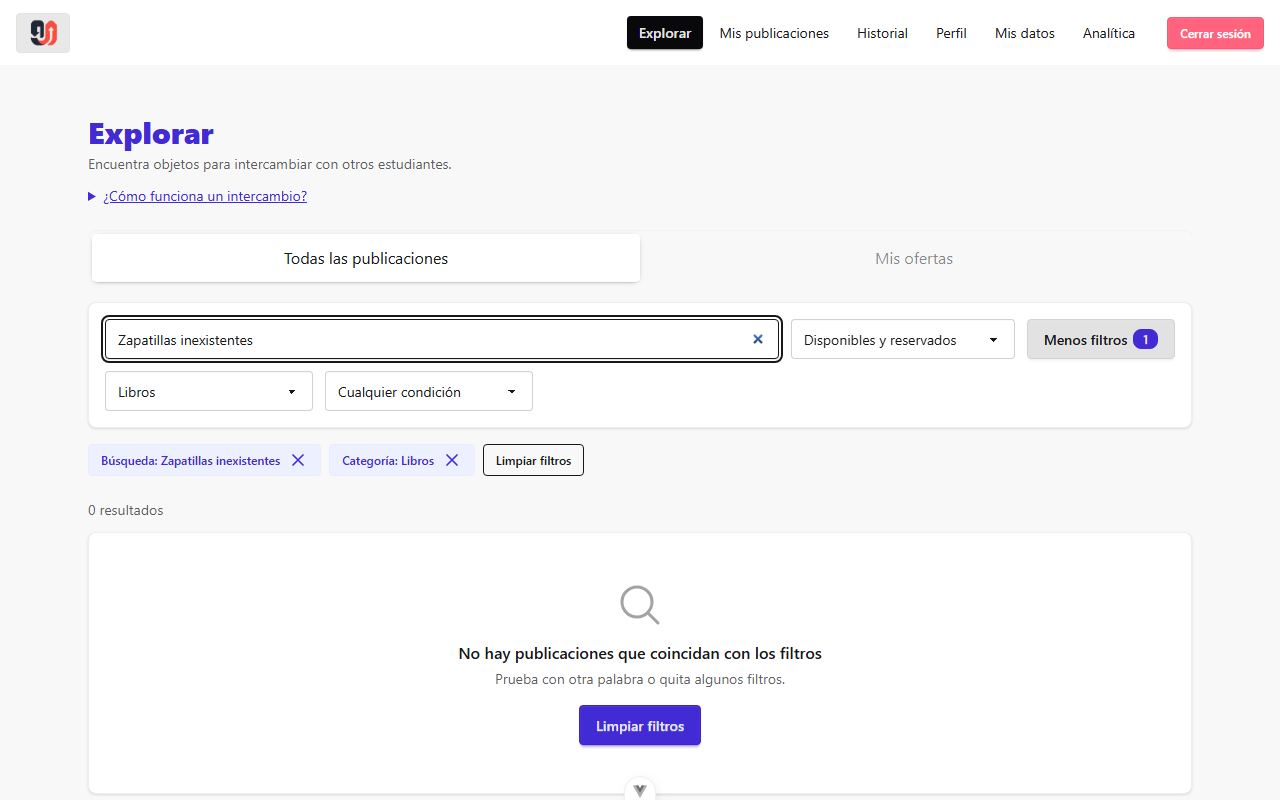 Explorar
Mis publicaciones
Historial
Perfil
Mis datos
Analítica
Cerrar sesión
Explorar
Encuentra objetos para intercambiar con otros estudiantes.
¿Cómo funciona un intercambio?
Todas las publicaciones
Mis ofertas
Zapatillas inexistentes
Disponibles y reservados
Menos filtros 1
Libros
Cualquier condición
Búsqueda: Zapatillas inexistentes
Categoría: Libros
Limpiar filtros
0 resultados
No hay publicaciones que coincidan con los filtros
Prueba con otra palabra o quita algunos filtros.
Limpiar filtros